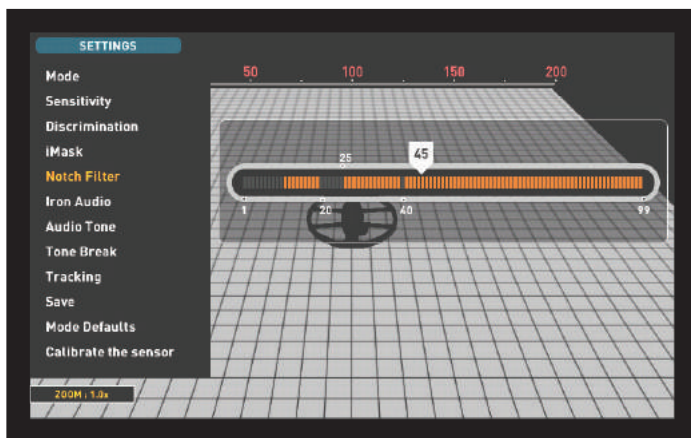 SETTINGS
Mode
Sensitivity
Discrimination
iMask
Notch Filter
Iron Audio
Audio Tone
Tone Break
Tracking
Save
Mode Defaults
Calibrate the sensor
ZOOM : 1.0x
50 100 150 200
25 45
1 20 40 99